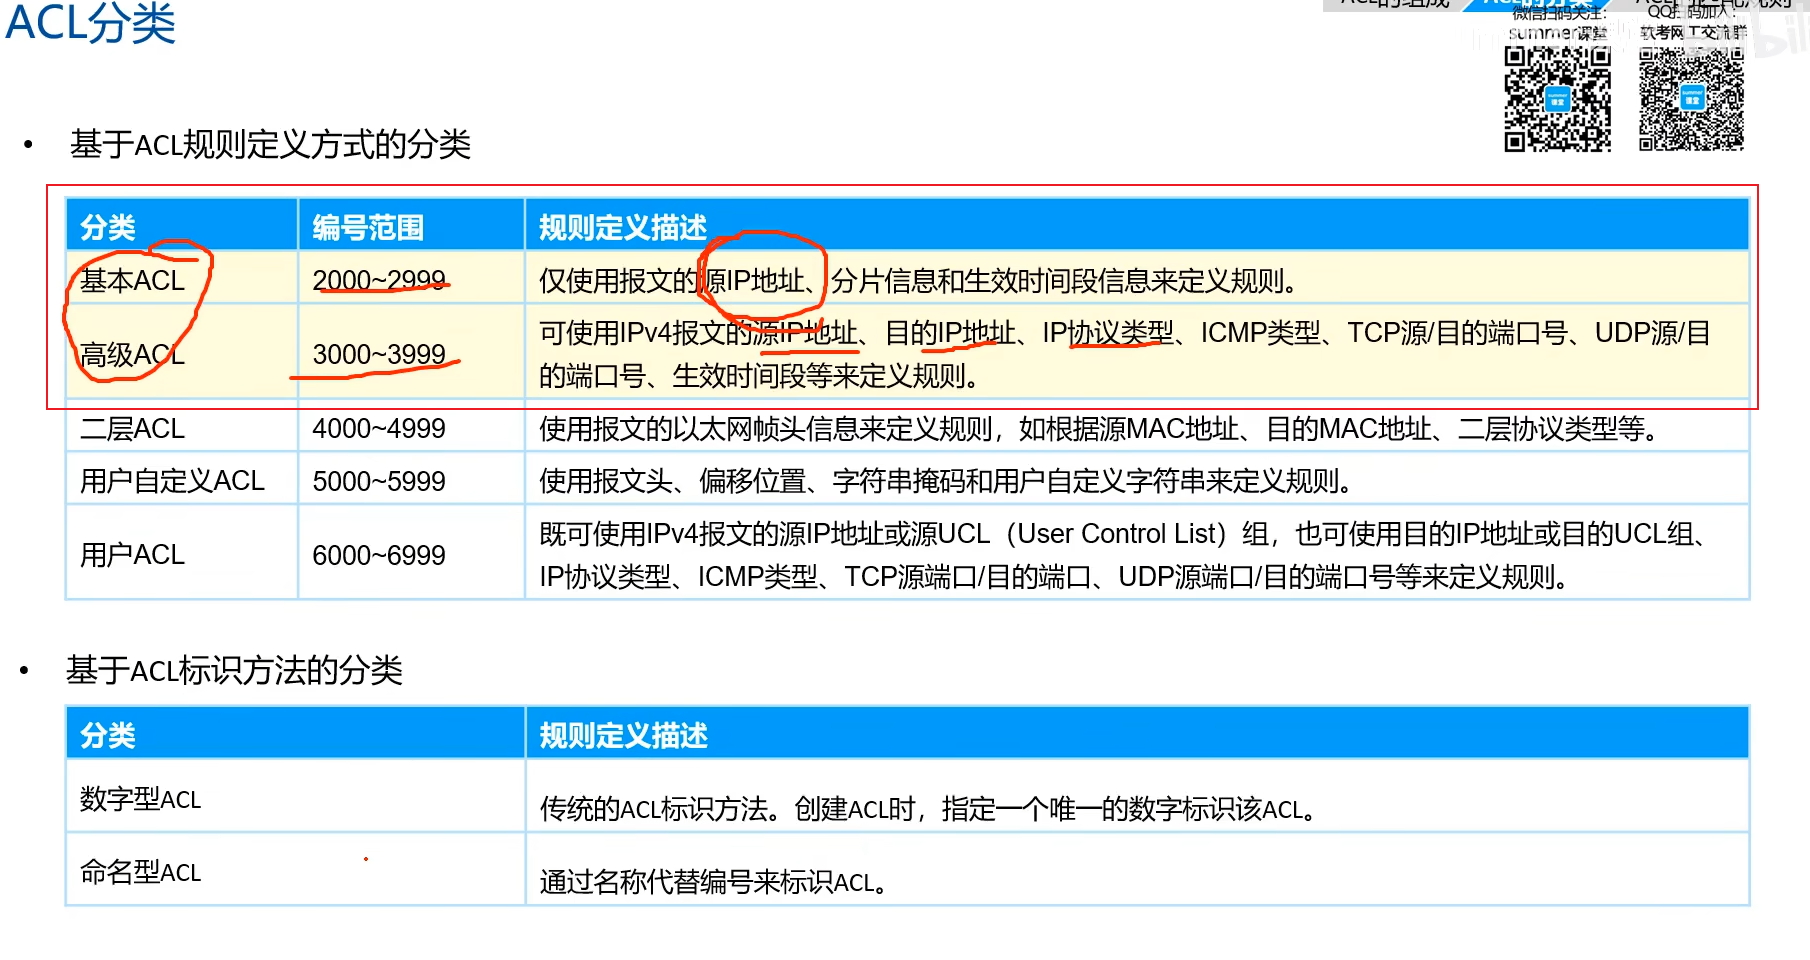 ACL分类
微信扫码关注：
QQ扫码加入：
summer课堂
软考网工交流群
• 基于ACL规则定义方式的分类
分类 编号范围 规则定义描述
基本ACL 2000~2999 仅使用报文的源IP地址、分片信息和生效时间段信息来定义规则。
高级ACL 3000~3999 可使用IPv4报文的源IP地址、目的IP地址、IP协议类型、ICMP类型、TCP源/目的端口号、UDP源/目
的端口号、生效时间段等来定义规则。
二层ACL 4000~4999 使用报文的以太网帧头信息来定义规则，如根据源MAC地址、目的MAC地址、二层协议类型等。
用户自定义ACL 5000~5999 使用报文头、偏移位置、字符串掩码和用户自定义字符串来定义规则。
用户ACL 6000~6999 既可使用IPv4报文的源IP地址或源UCL（User Control List）组，也可使用目的IP地址或目的UCL组、
IP协议类型、ICMP类型、TCP源端口/目的端口、UDP源端口/目的端口号等来定义规则。
• 基于ACL标识方法的分类
分类 规则定义描述
数字型ACL 传统的ACL标识方法。创建ACL时，指定一个唯一的数字标识该ACL。
命名型ACL 通过名称代替编号来标识ACL。